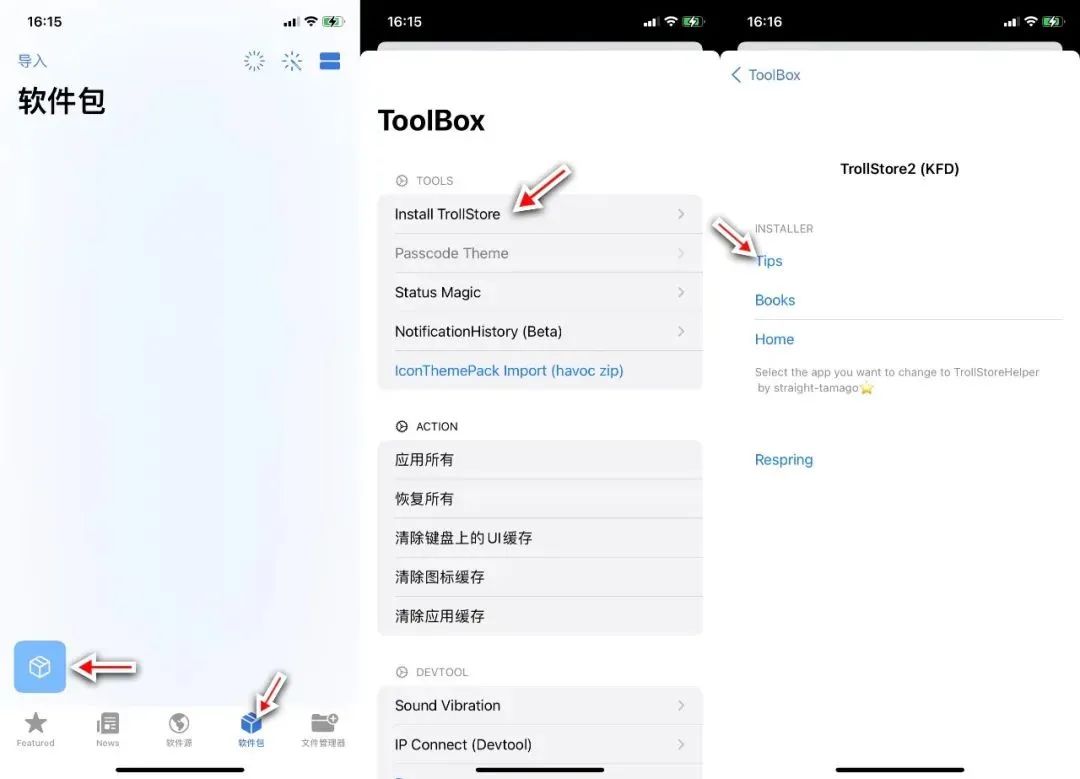 16:15
导入
软件包
Featured
News
软件源
软件包
文件管理器
16:15
ToolBox
TOOLS
Install TrollStore
Passcode Theme
Status Magic
NotificationHistory (Beta)
IconThemePack Import (havoc zip)
ACTION
应用所有
恢复所有
清除键盘上的UI缓存
清除图标缓存
清除应用缓存
DEVTOOL
Sound Vibration
IP Connect (Devtool)
16:16
ToolBox
TrollStore2 (KFD)
INSTALLER
Tips
Books
Home
Select the app you want to change to TrollStoreHelper
by straight-tamago⭐
Respring